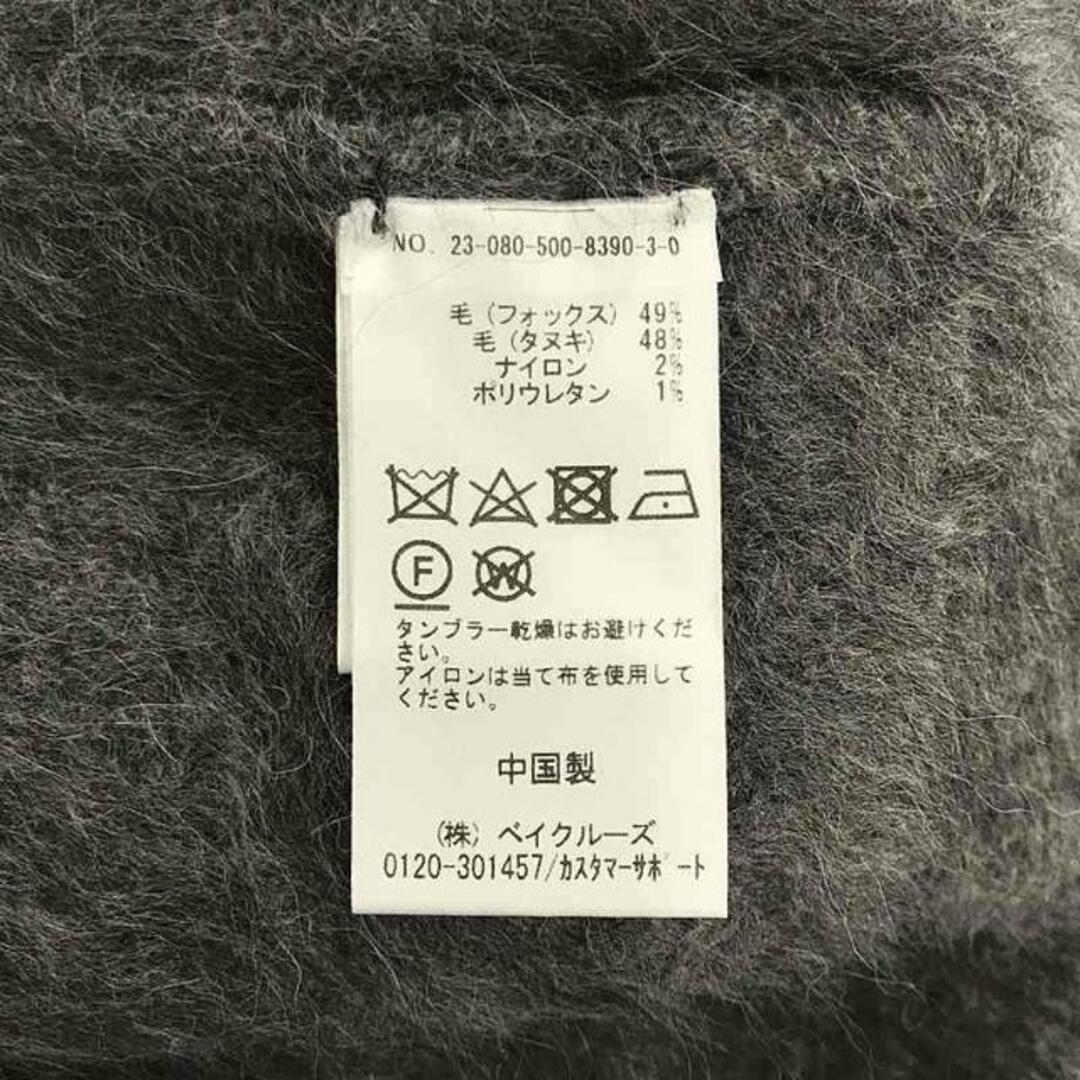 NO. 23-080-500-8390-3-0
毛(フォックス) 49%
毛(タヌキ) 48%
ナイロン 2%
ポリウレタン 1%
F
W
タンブラー乾燥はお避けくだ
さい。
アイロンは当て布を使用して
ください。
中国製
(株) ベイクルーズ
0120-301457/カスタマーサポート